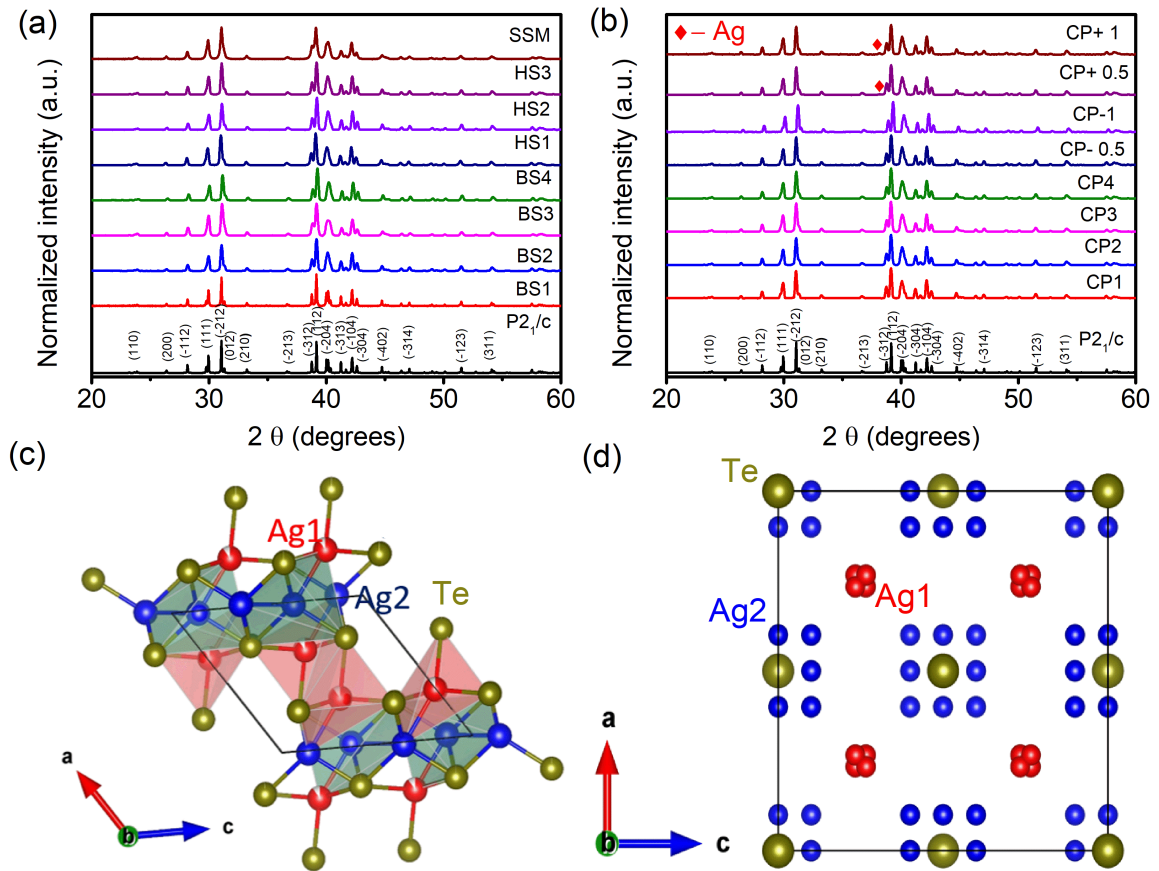 (a)
Normalized intensity (a.u.)
SSM
HS3
HS2
HS1
BS4
BS3
BS2
BS1
P2₁/c
(110)
(200)
(-112)
(111)
(-212)
(012)
(210)
(-213)
(-312)
(112)
(-204)
(-313)
(-104)
(-304)
(-402)
(-314)
(-123)
(311)
20 30 40 50 60
2 θ (degrees)
(b)
Normalized intensity (a.u.)
♦– Ag
CP+ 1
CP+ 0.5
CP-1
CP- 0.5
CP4
CP3
CP2
CP1
P2₁/c
(110)
(200)
(-112)
(111)
(-212)
(012)
(210)
(-213)
(-312)
(112)
(-204)
(-304)
(-104)
(-304)
(-402)
(-314)
(-123)
(311)
20 30 40 50 60
2 θ (degrees)
(c)
Ag1
Ag2
Te
a
b
c
(d)
Te
Ag1
Ag2
a
b
c